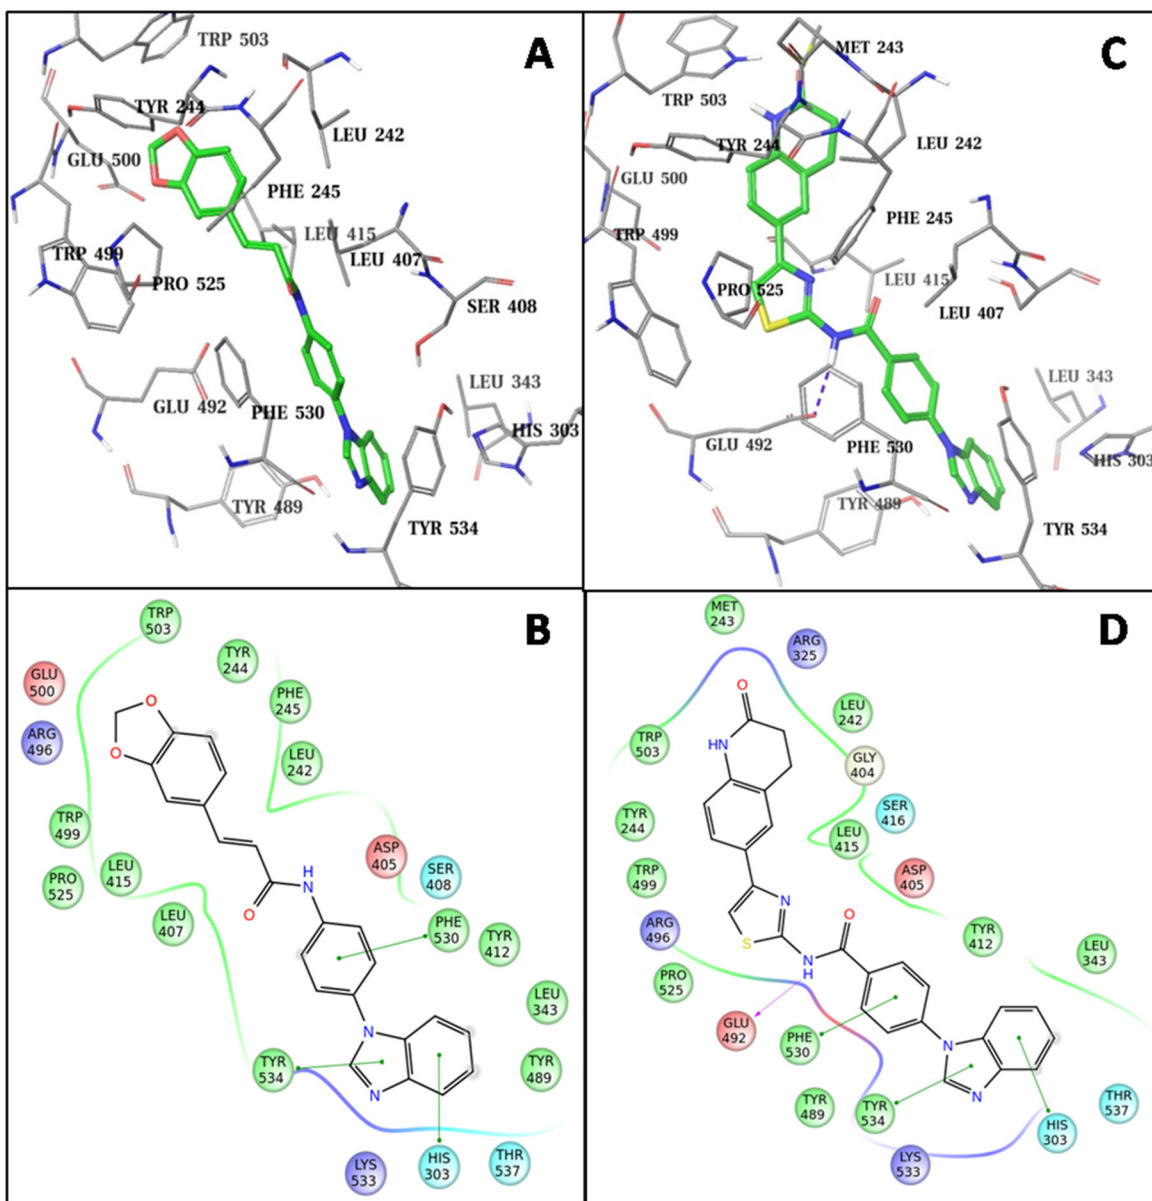 A
TRP 503
TYR 244
LEU 242
GLU 500
PHE 245
LEU 415
TRP 499
LEU 407
PRO 525
SER 408
LEU 343
GLU 492
PHE 530
HIS 303
TYR 489
TYR 534
C
MET 243
TRP 503
TYR 244
LEU 242
GLU 500
PHE 245
TRP 499
LEU 415
PRO 525
LEU 407
LEU 343
GLU 492
PHE 530
HIS 303
TYR 489
TYR 534
B
TRP
503
TYR
244
GLU
500
PHE
245
ARG
496
O
O
LEU
242
TRP
499
ASP
405
SER
408
LEU
415
PRO
525
H
N
O
LEU
407
PHE
530
TYR
412
LEU
343
N
TYR
534
TYR
489
N
LYS
533
HIS
303
THR
537
D
MET
243
ARG
325
O
LEU
242
TRP
503
HN
GLY
404
SER
416
TYR
244
LEU
415
ASP
405
TRP
499
N
ARG
496
O
TYR
412
S
LEU
343
NH
PRO
525
GLU
492
PHE
530
N
TYR
489
TYR
534
N
THR
537
HIS
303
LYS
533